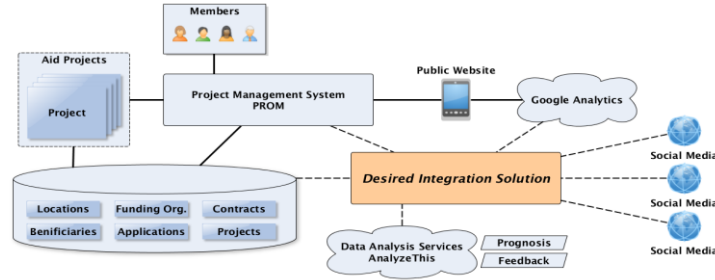 Members
Aid Projects
Project
Project Management System
PROM
Public Website
Google Analytics
Social Media
Social Media
Social Media
Desired Integration Solution
Locations
Funding Org.
Contracts
Benificiaries
Applications
Projects
Data Analysis Services
AnalyzeThis
Prognosis
Feedback